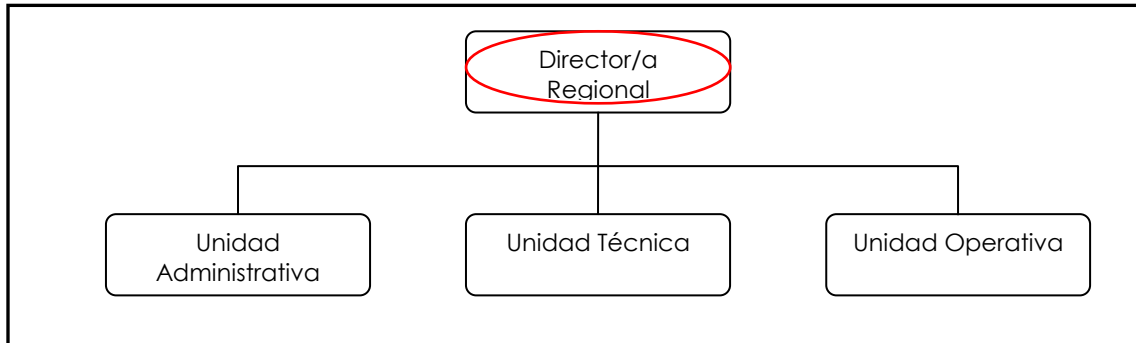 Director/a
Regional
Unidad
Administrativa
Unidad Técnica
Unidad Operativa